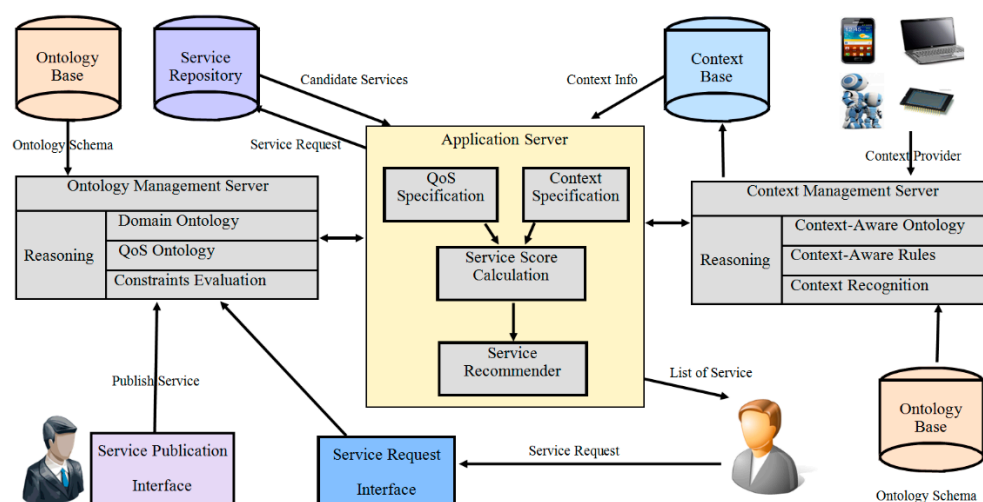 Ontology
Base
Service
Repository
Candidate Services
Context Info
Context
Base
Ontology Schema
Service Request
Application Server
Context Provider
QoS
Specification
Context
Specification
Service Score
Calculation
Service
Recommender
Ontology Management Server
Reasoning
Domain Ontology
QoS Ontology
Constraints Evaluation
Context Management Server
Reasoning
Context-Aware Ontology
Context-Aware Rules
Context Recognition
Publish Service
List of Service
Service Publication
Interface
Service Request
Interface
Service Request
Ontology
Base
Ontology Schema